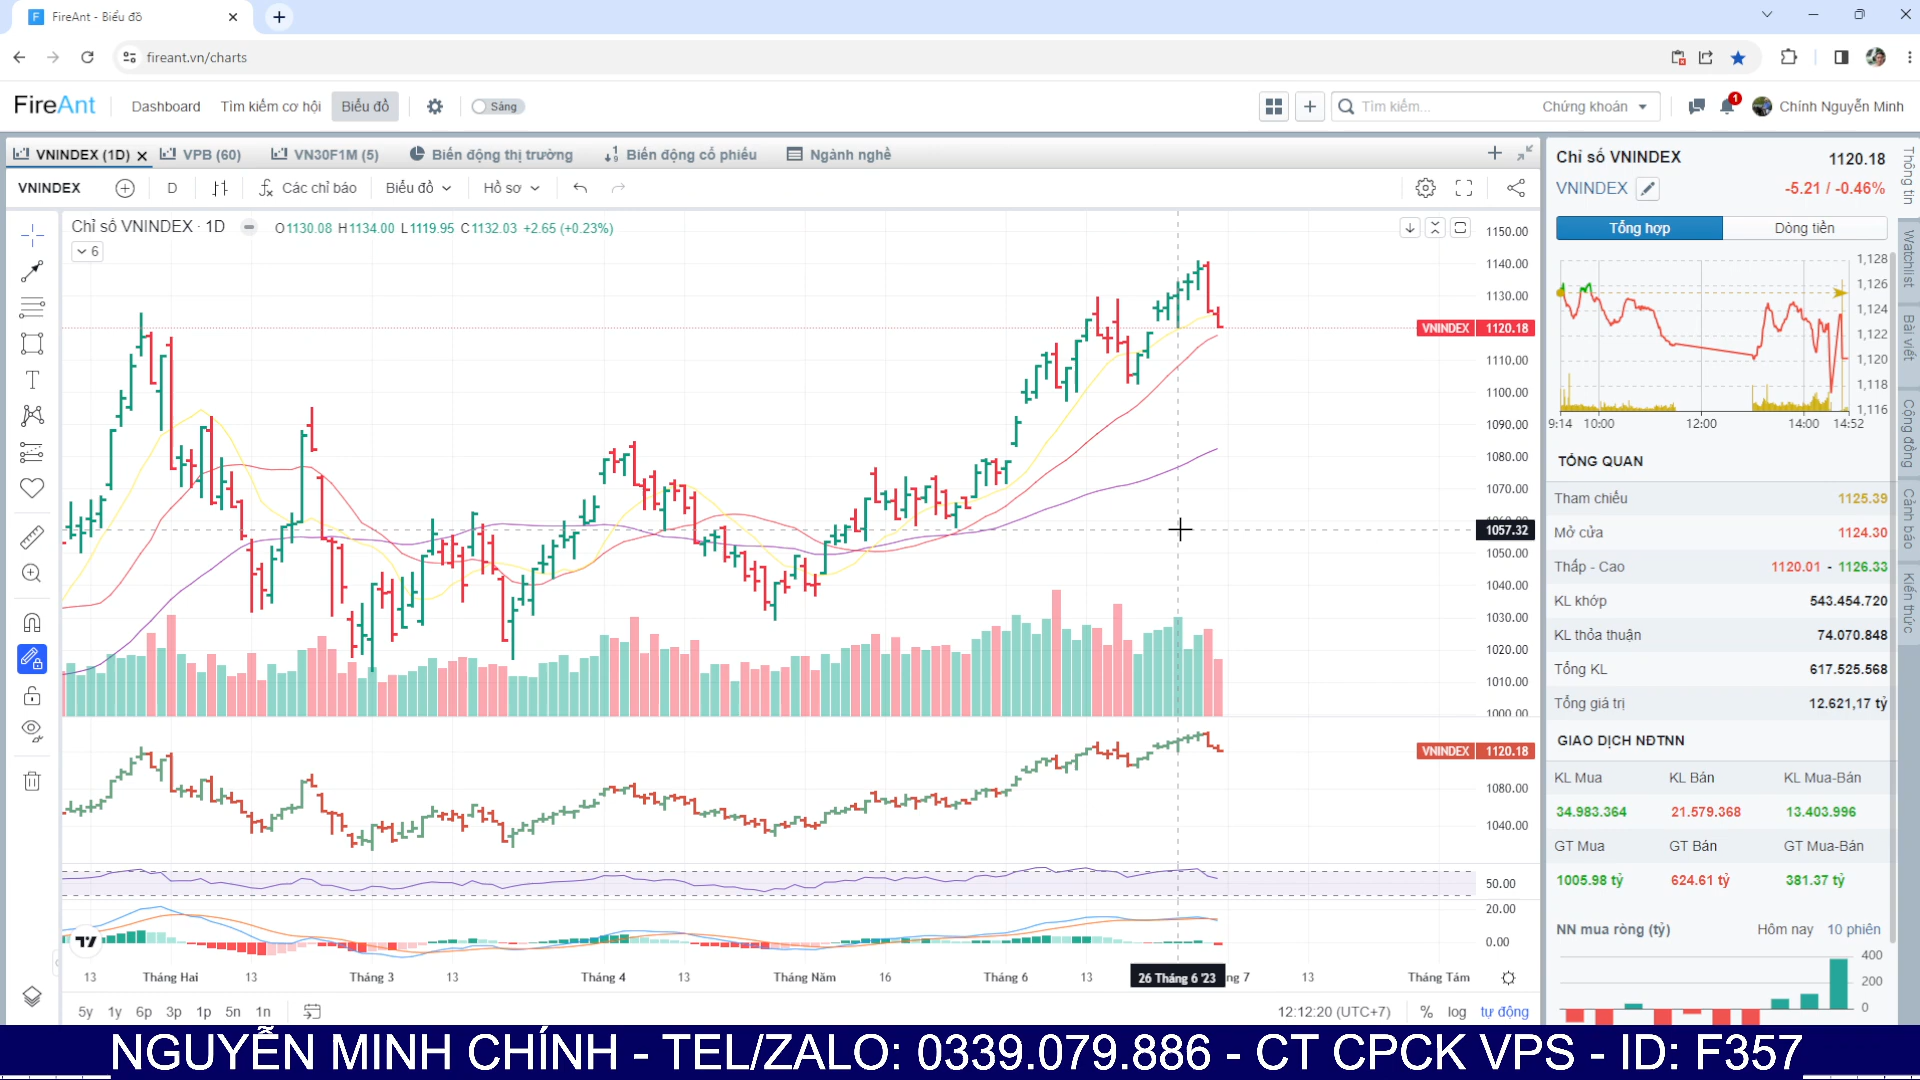 FireAnt - Biểu đồ
fireant.vn/charts
FireAnt
Dashboard
Tìm kiếm cơ hội
Biểu đồ
Sáng
Tìm kiếm...
Chứng khoán
1
Chính Nguyễn Minh
VNINDEX (1D)
VPB (60)
VN30F1M (5)
Biến động thị trường
Biến động cổ phiếu
Ngành nghề
VNINDEX
D
Các chỉ báo
Biểu đồ
Hồ sơ
Chỉ số VNINDEX · 1D
O1130.08 H1134.00 L1119.95 C1132.03 +2.65 (+0.23%)
6
1150.00
1140.00
1130.00
VNINDEX 1120.18
1110.00
1100.00
1090.00
1080.00
1070.00
1057.32
1050.00
1040.00
1030.00
1020.00
1010.00
1000.00
VNINDEX 1120.18
1080.00
1040.00
50.00
20.00
0.00
13
Tháng Hai
13
Tháng 3
13
Tháng 4
13
Tháng Năm
16
Tháng 6
13
26 Tháng 6 '23
ng 7
13
Tháng Tám
5y 1y 6p 3p 1p 5n 1n
12:12:20 (UTC+7)
% log tự động
Chỉ số VNINDEX
1120.18
VNINDEX
-5.21 / -0.46%
Tổng hợp
Dòng tiền
1,128
1,126
1,124
1,122
1,120
1,118
1,116
9:14 10:00 12:00 14:00 14:52
TỔNG QUAN
Tham chiếu 1125.39
Mở cửa 1124.30
Thấp - Cao 1120.01 - 1126.33
KL khớp 543.454.720
KL thỏa thuận 74.070.848
Tổng KL 617.525.568
Tổng giá trị 12.621,17 tỷ
GIAO DỊCH NĐTNN
KL Mua KL Bán KL Mua-Bán
34.983.364 21.579.368 13.403.996
GT Mua GT Bán GT Mua-Bán
1005.98 tỷ 624.61 tỷ 381.37 tỷ
NN mua ròng (tỷ)
Hôm nay 10 phiên
400
200
0
Thông tin
Watchlist
Bài viết
Cộng đồng
Cảnh báo
Kiến thức
NGUYỄN MINH CHÍNH - TEL/ZALO: 0339.079.886 - CT CPCK VPS - ID: F357